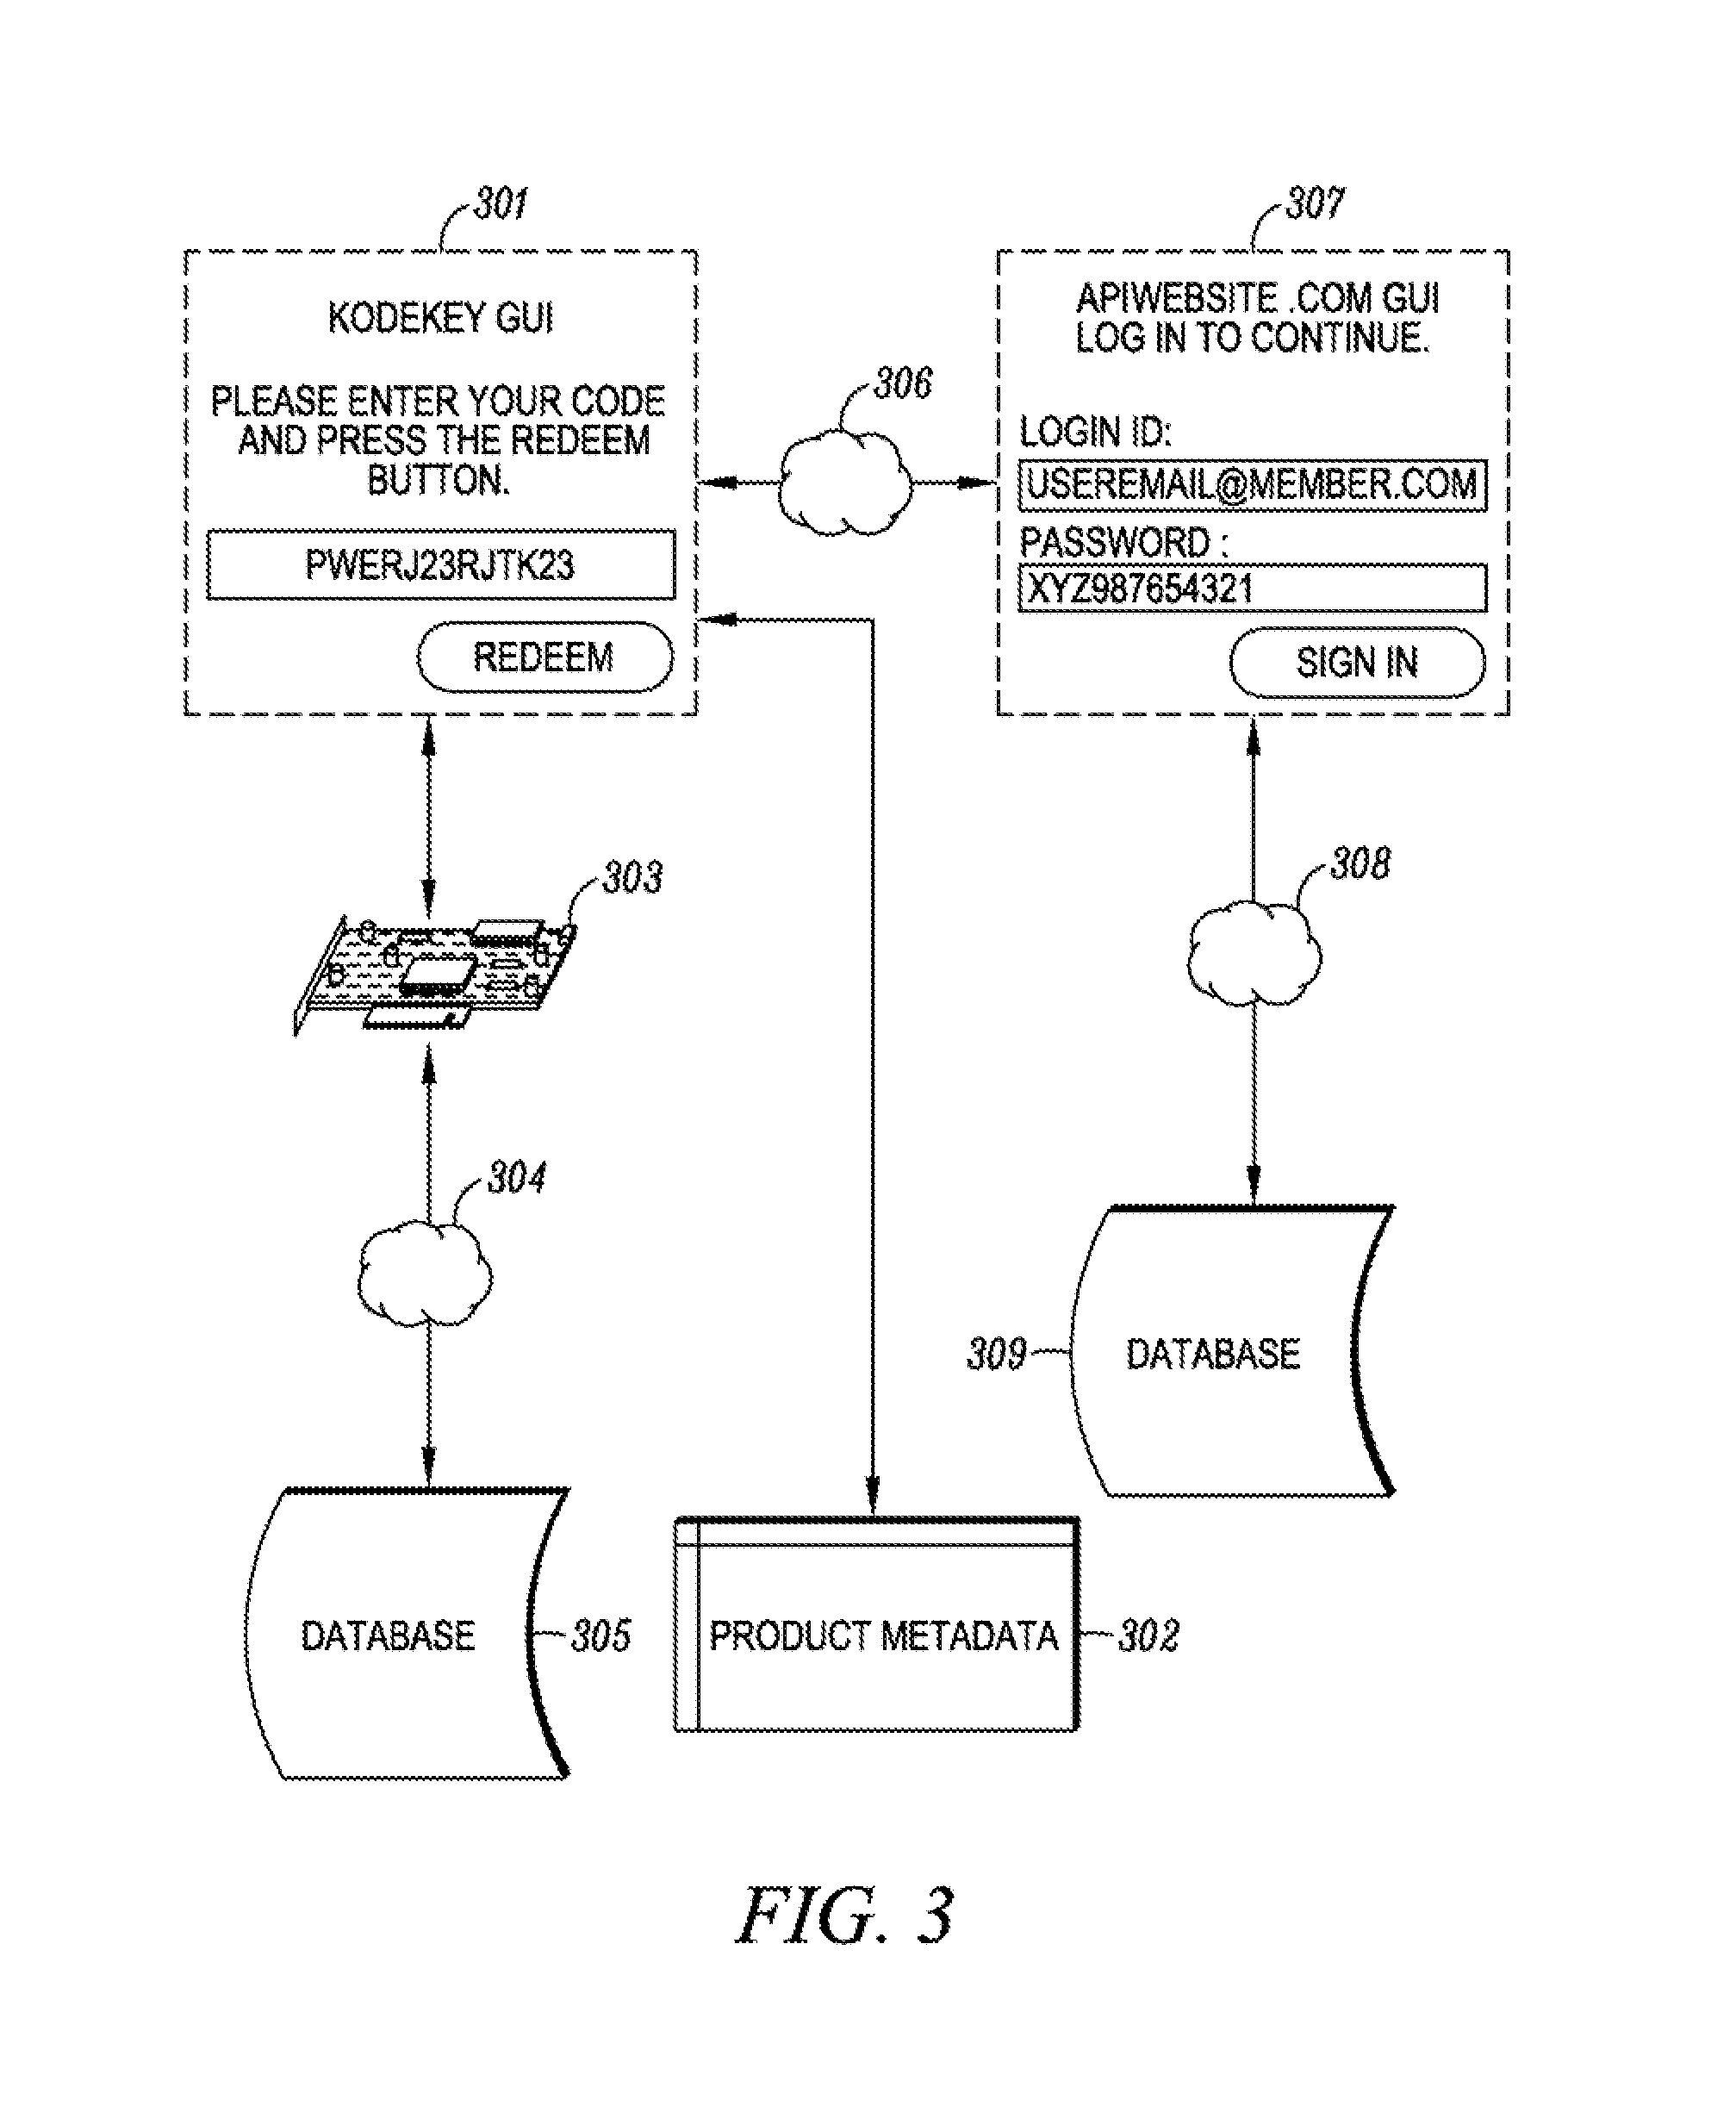 301
KODEKEY GUI
PLEASE ENTER YOUR CODE
AND PRESS THE REDEEM
BUTTON.
PWERJ23RJTK23
REDEEM
306
307
APIWEBSITE .COM GUI
LOG IN TO CONTINUE.
LOGIN ID:
USEREMAIL@MEMBER.COM
PASSWORD :
XYZ987654321
SIGN IN
303
308
304
309
DATABASE
DATABASE
305
PRODUCT METADATA
302
FIG. 3